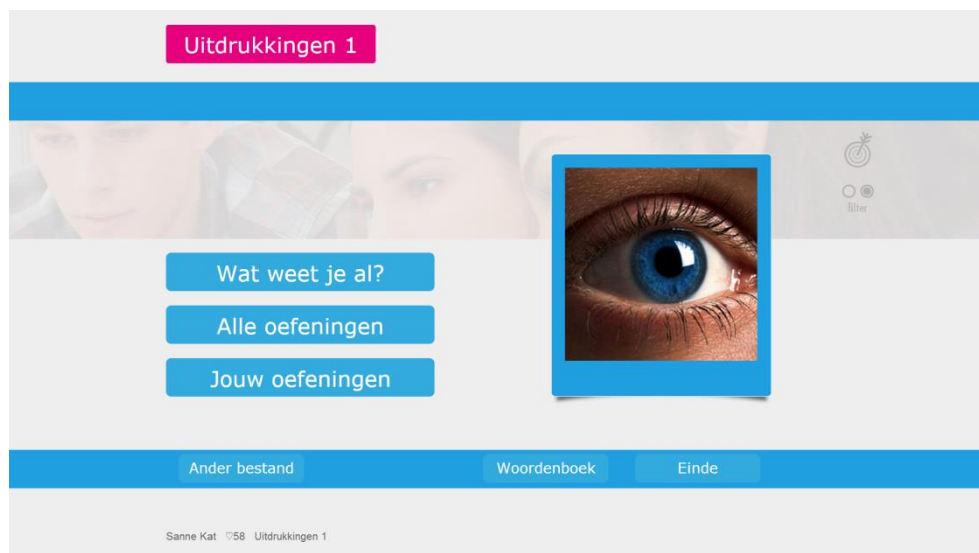 Uitdrukkingen 1
filter
Wat weet je al?
Alle oefeningen
Jouw oefeningen
Ander bestand Woordenboek Einde
Sanne Kat ♡58 Uitdrukkingen 1